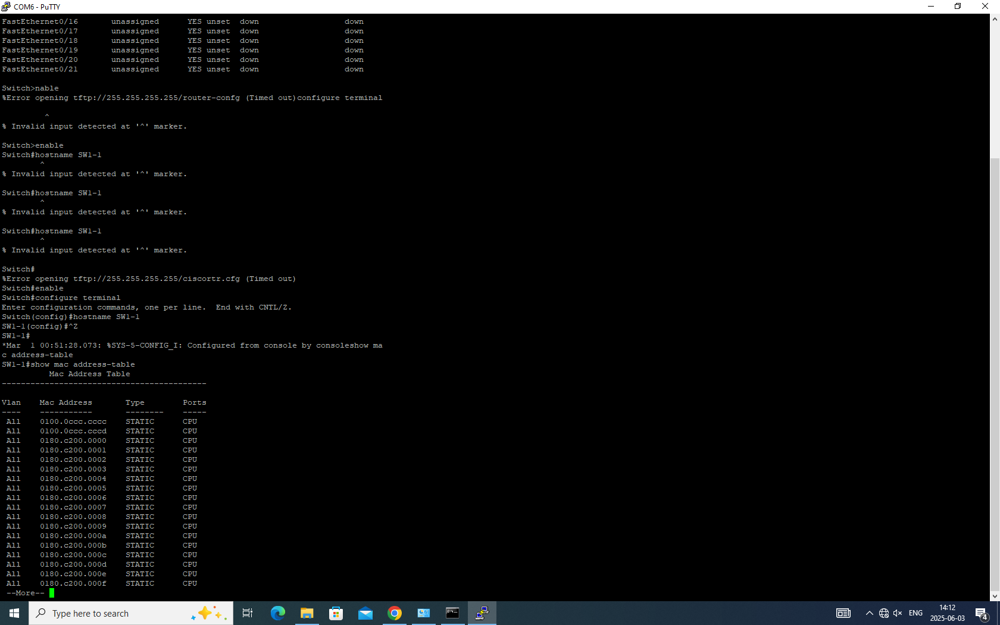 COM6 - PuTTY
FastEthernet0/16       unassigned      YES unset  down                  down
FastEthernet0/17       unassigned      YES unset  down                  down
FastEthernet0/18       unassigned      YES unset  down                  down
FastEthernet0/19       unassigned      YES unset  down                  down
FastEthernet0/20       unassigned      YES unset  down                  down
FastEthernet0/21       unassigned      YES unset  down                  down
Switch>nable
%Error opening tftp://255.255.255.255/router-confg (Timed out)configure terminal
^
% Invalid input detected at '^' marker.
Switch>enable
Switch#hostname SW1-1
^
% Invalid input detected at '^' marker.
Switch#hostname SW1-1
^
% Invalid input detected at '^' marker.
Switch#hostname SW1-1
^
% Invalid input detected at '^' marker.
Switch#
%Error opening tftp://255.255.255.255/ciscortr.cfg (Timed out)
Switch#enable
Switch#configure terminal
Enter configuration commands, one per line.  End with CNTL/Z.
Switch(config)#hostname SW1-1
SW1-1(config)#^Z
SW1-1#
*Mar  1 00:51:28.073: %SYS-5-CONFIG_I: Configured from console by consoleshow ma
c address-table
SW1-1#show mac address-table
Mac Address Table
-------------------------------------------
Vlan    Mac Address       Type        Ports
----    -----------       --------    -----
All    0100.0ccc.cccc    STATIC      CPU
All    0100.0ccc.cccd    STATIC      CPU
All    0180.c200.0000    STATIC      CPU
All    0180.c200.0001    STATIC      CPU
All    0180.c200.0002    STATIC      CPU
All    0180.c200.0003    STATIC      CPU
All    0180.c200.0004    STATIC      CPU
All    0180.c200.0005    STATIC      CPU
All    0180.c200.0006    STATIC      CPU
All    0180.c200.0007    STATIC      CPU
All    0180.c200.0008    STATIC      CPU
All    0180.c200.0009    STATIC      CPU
All    0180.c200.000a    STATIC      CPU
All    0180.c200.000b    STATIC      CPU
All    0180.c200.000c    STATIC      CPU
All    0180.c200.000d    STATIC      CPU
All    0180.c200.000e    STATIC      CPU
All    0180.c200.000f    STATIC      CPU
--More--
Type here to search
ENG
14:12
2025-06-03
4